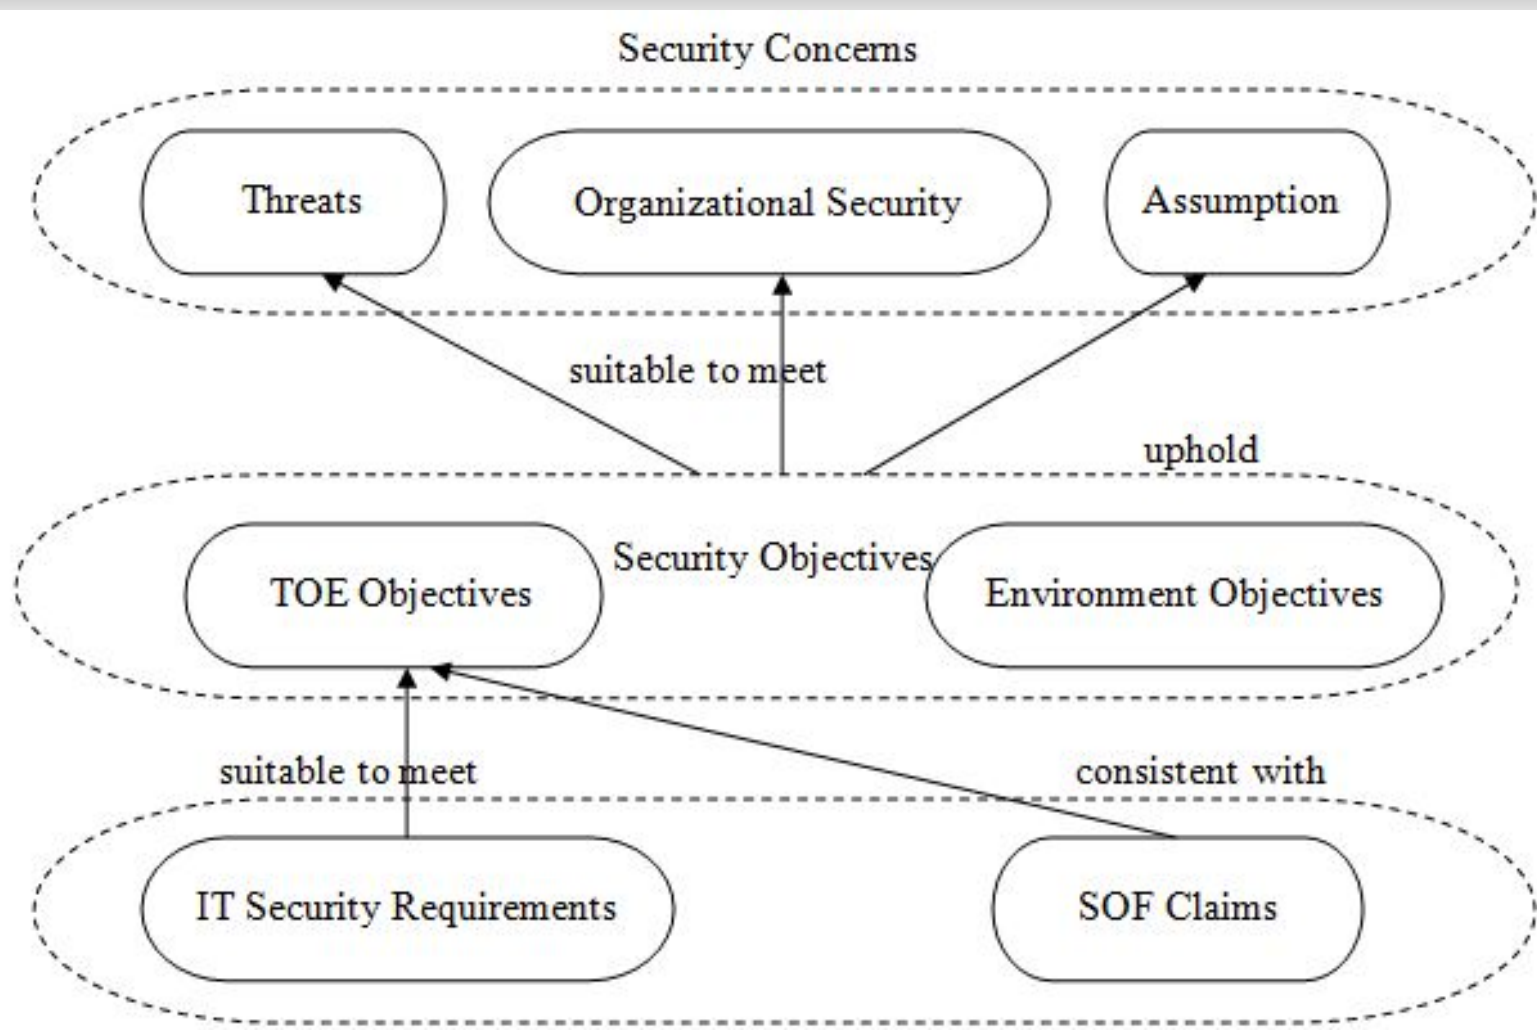 Security Concerns
Threats
Organizational Security
Assumption
suitable to meet
uphold
Security Objectives
TOE Objectives
Environment Objectives
suitable to meet
consistent with
IT Security Requirements
SOF Claims